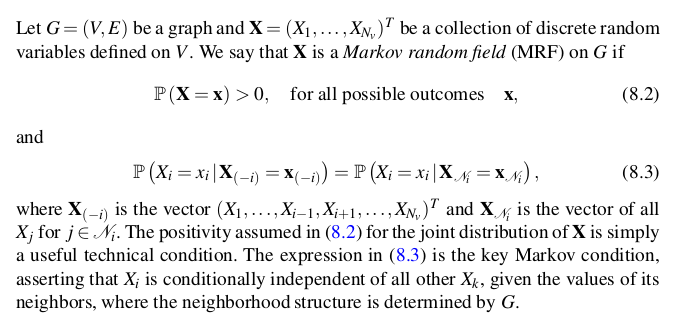 Let G = (V, E) be a graph and X = (X₁, . . . , X_{N_v})^T be a collection of discrete random
variables defined on V. We say that X is a Markov random field (MRF) on G if
ℙ(X = x) > 0, for all possible outcomes x, (8.2)
and
ℙ(X_i = x_i | X_{(−i)} = x_{(−i)}) = ℙ(X_i = x_i | X_{𝒩_i} = x_{𝒩_i}), (8.3)
where X_{(−i)} is the vector (X₁, . . . , X_{i−1}, X_{i+1}, . . . , X_{N_v})^T and X_{𝒩_i} is the vector of all
X_j for j ∈ 𝒩_i. The positivity assumed in (8.2) for the joint distribution of X is simply
a useful technical condition. The expression in (8.3) is the key Markov condition,
asserting that X_i is conditionally independent of all other X_k, given the values of its
neighbors, where the neighborhood structure is determined by G.